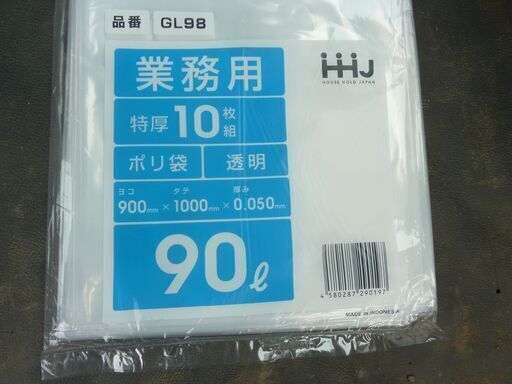 品番 GL98
HHJ
HOUSE HOLD JAPAN
業務用
特厚 10枚組
ポリ袋 透明
ヨコ タテ 厚み
900mm×1000mm×0.050mm
90ℓ
4 580287 290197
MADE IN INDONESIA